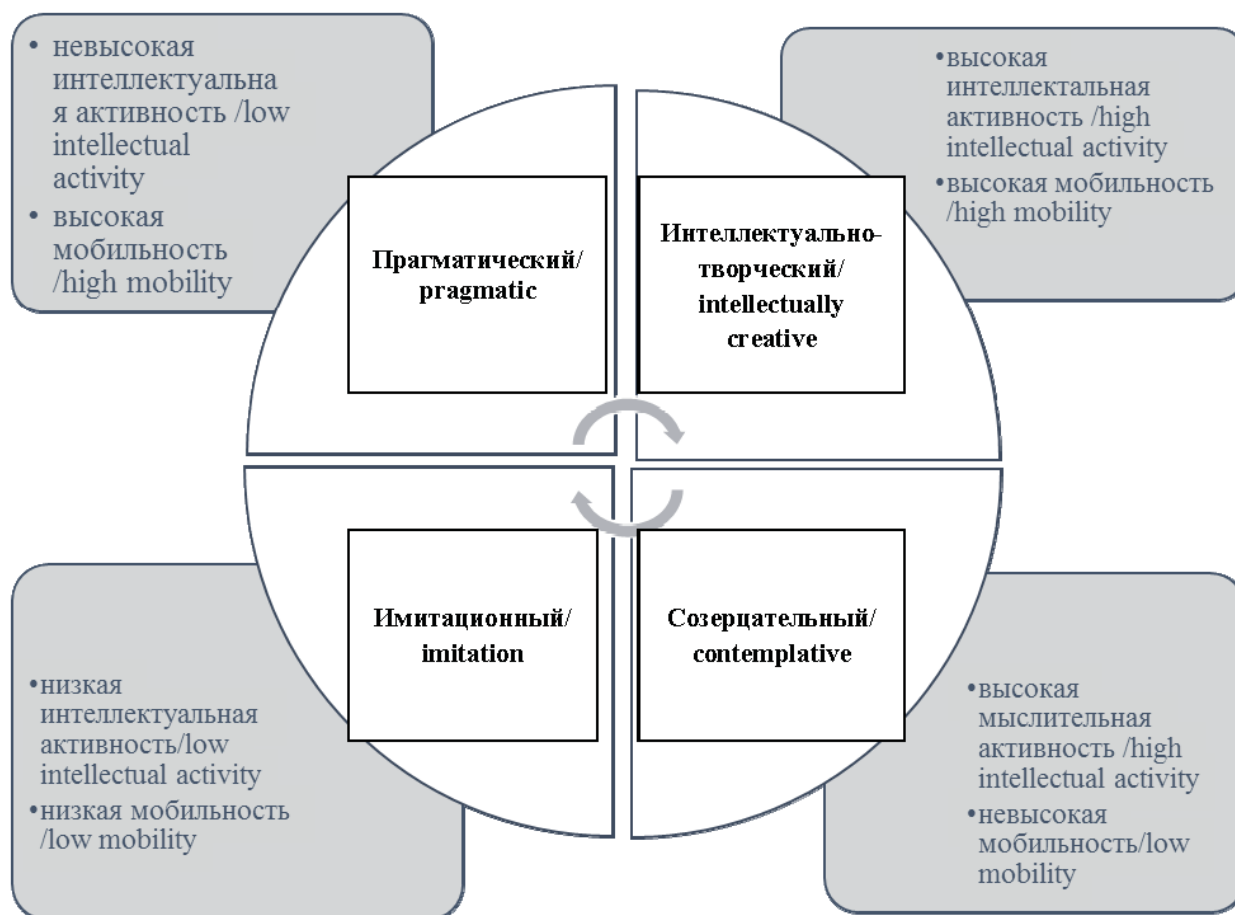 • невысокая
интеллектуальна
я активность /low
intellectual
activity
• высокая
мобильность
/high mobility
•высокая
интеллектальная
активность /high
intellectual activity
•высокая мобильность
/high mobility
Прагматический/
pragmatic
Интеллектуально-
творческий/
intellectually
creative
Имитационный/
imitation
Созерцательный/
contemplative
•низкая
интеллектуальная
активность/low
intellectual activity
•низкая мобильность
/low mobility
•высокая
мыслительная
активность /high
intellectual activity
•невысокая
мобильность/low
mobility